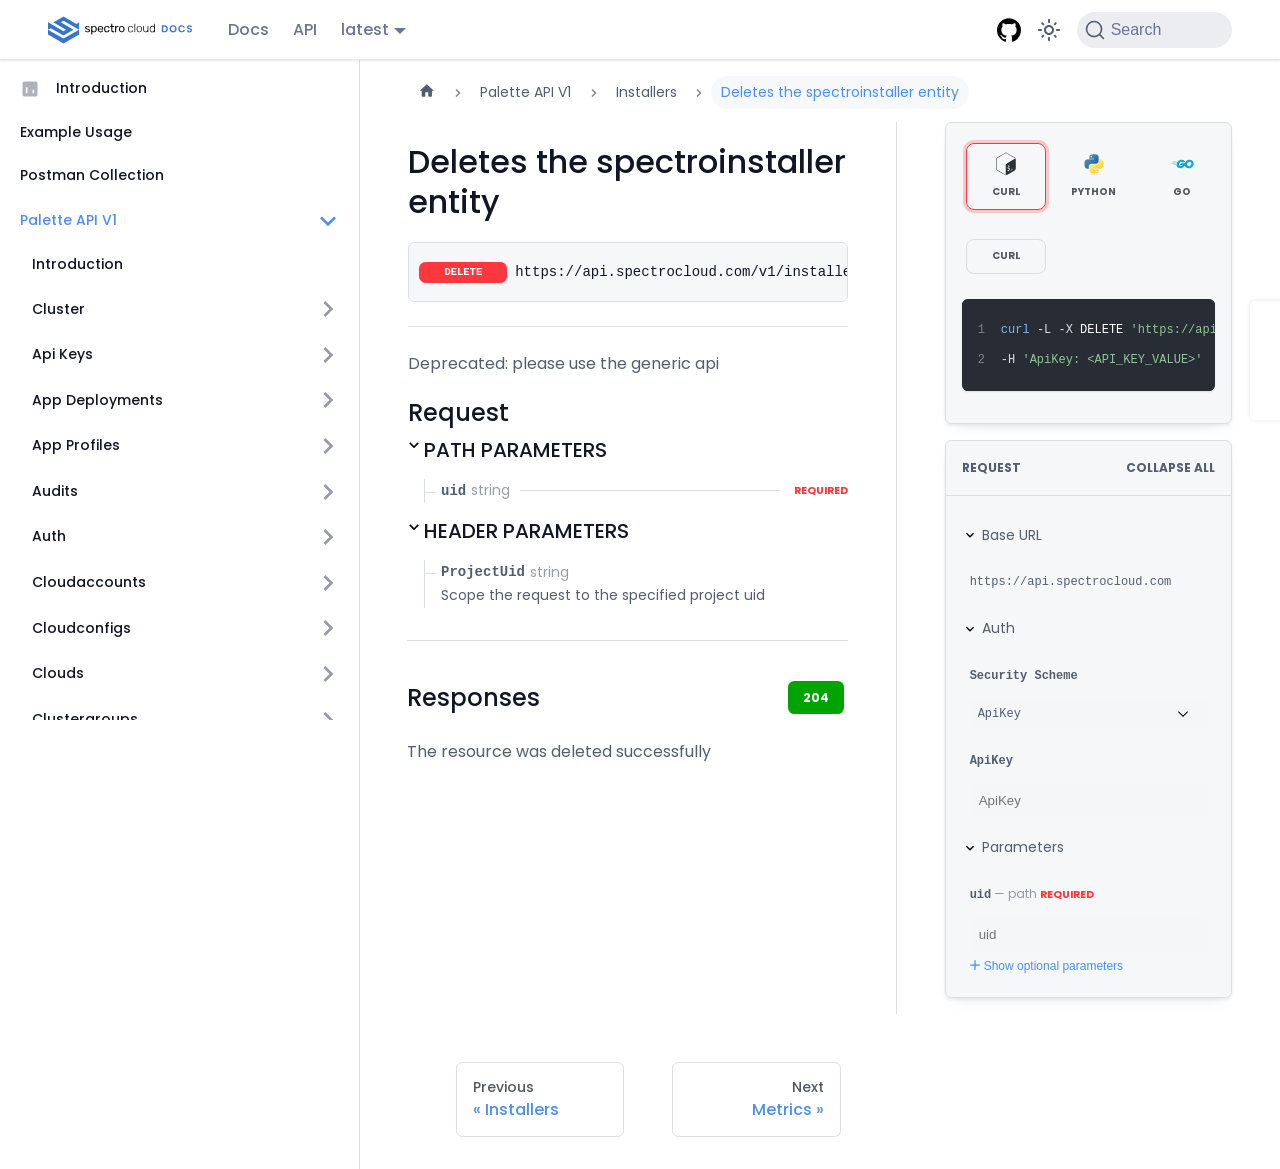 spectro cloud DOCS
Docs API latest
Search
Introduction
Example Usage
Postman Collection
Palette API V1
Introduction
Cluster
Api Keys
App Deployments
App Profiles
Audits
Auth
Cloudaccounts
Cloudconfigs
Clouds
Clustergroups
Palette API V1 Installers Deletes the spectroinstaller entity
Deletes the spectroinstaller
entity
DELETE https://api.spectrocloud.com/v1/installe
Deprecated: please use the generic api
Request
PATH PARAMETERS
uid string REQUIRED
HEADER PARAMETERS
ProjectUid string
Scope the request to the specified project uid
Responses 204
The resource was deleted successfully
CURL PYTHON GO
CURL
1 curl -L -X DELETE 'https://api
2 -H 'ApiKey: <API_KEY_VALUE>'
REQUEST COLLAPSE ALL
Base URL
https://api.spectrocloud.com
Auth
Security Scheme
ApiKey
ApiKey
ApiKey
Parameters
uid — path REQUIRED
uid
Show optional parameters
Previous
« Installers
Next
Metrics »